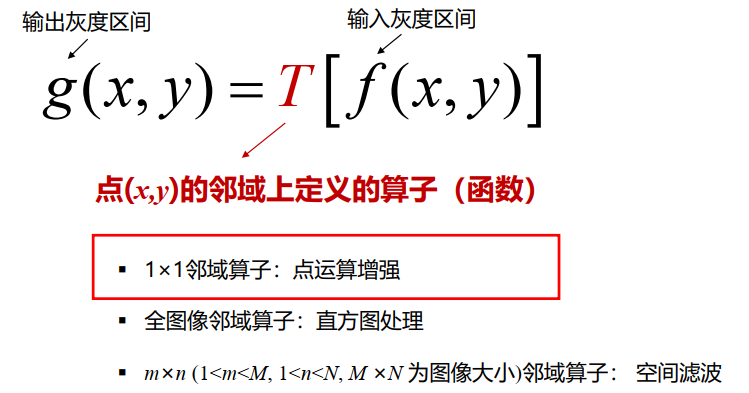 输出灰度区间
输入灰度区间
g(x, y) = T[f(x, y)]
点(x,y)的邻域上定义的算子（函数）
▪ 1×1邻域算子：点运算增强
▪ 全图像邻域算子：直方图处理
▪ m×n (1<m<M, 1<n<N, M ×N 为图像大小)邻域算子： 空间滤波